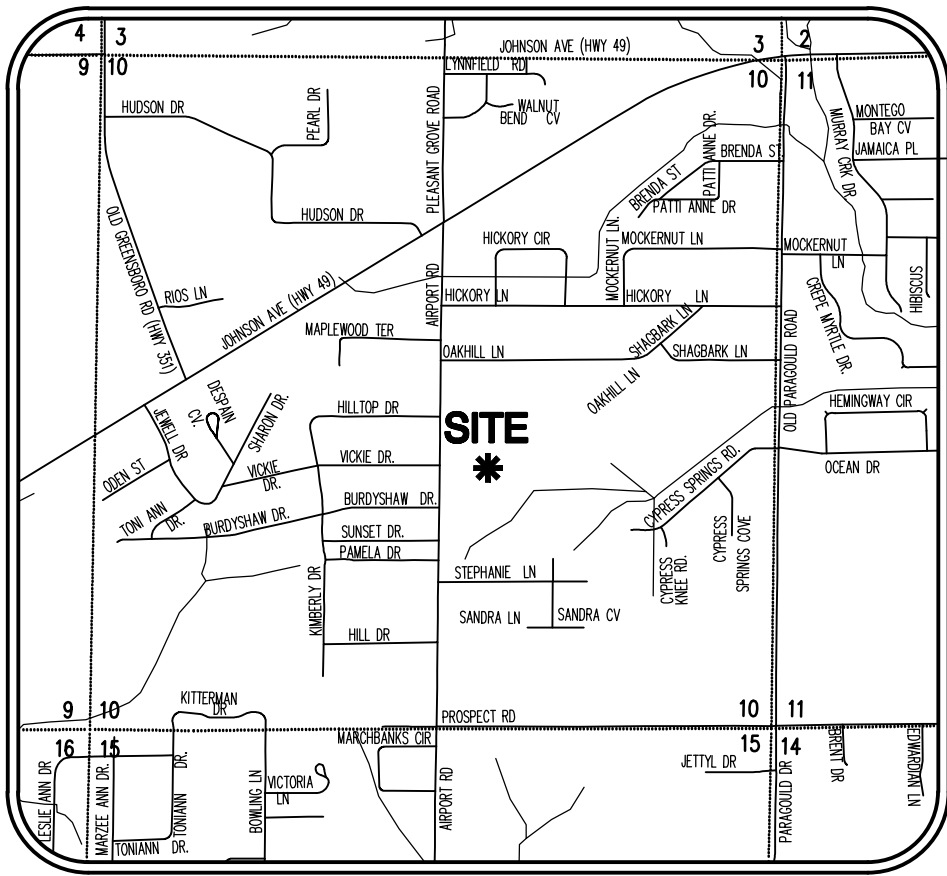 4 3
9 10
3 2
10 11
JOHNSON AVE (HWY 49)
LYNNFIELD RD
WALNUT
BEND CV
HUDSON DR
PEARL DR
PLEASANT GROVE ROAD
MURRAY CRK DR
MONTEGO
BAY CV
JAMAICA PL
PATTI ANNE DR.
BRENDA ST
BRENDA ST
PATTI ANNE DR
HUDSON DR
OLD GREENSBORO RD (HWY 351)
RIOS LN
JOHNSON AVE (HWY 49)
HICKORY CIR
MOCKERNUT LN.
MOCKERNUT LN
MOCKERNUT
LN
HIBISCUS
CREPE MYRTLE DR.
AIRPORT RD
HICKORY LN
HICKORY LN
MAPLEWOOD TER
OAKHILL LN
SHAGBARK LN
SHAGBARK LN
OAKHILL LN
OLD PARAGOULD ROAD
HEMINGWAY CIR
OCEAN DR
JEWELL DR
DESPAIN
CV.
SHARON DR.
HILLTOP DR
SITE
ODEN ST
VICKIE
DR.
VICKIE DR.
TONI ANN
DR.
BURDYSHAW DR.
BURDYSHAW DR.
SUNSET DR.
PAMELA DR
KIMBERLY DR
HILL DR
CYPRESS SPRINGS RD.
CYPRESS
SPRINGS COVE
CYPRESS
KNEE RD.
STEPHANIE LN
SANDRA LN
SANDRA CV
9 10
16 15
KITTERMAN
DR
PROSPECT RD
10 11
15 14
MARCHBANKS CIR
LESLIE ANN DR
MARZEE ANN DR.
TONIANN DR.
TONIANN DR.
BOWLING LN
VICTORIA
LN
AIRPORT RD
JETTYL DR
PARAGOULD DR
BRENT DR
EDWARDIAN LN